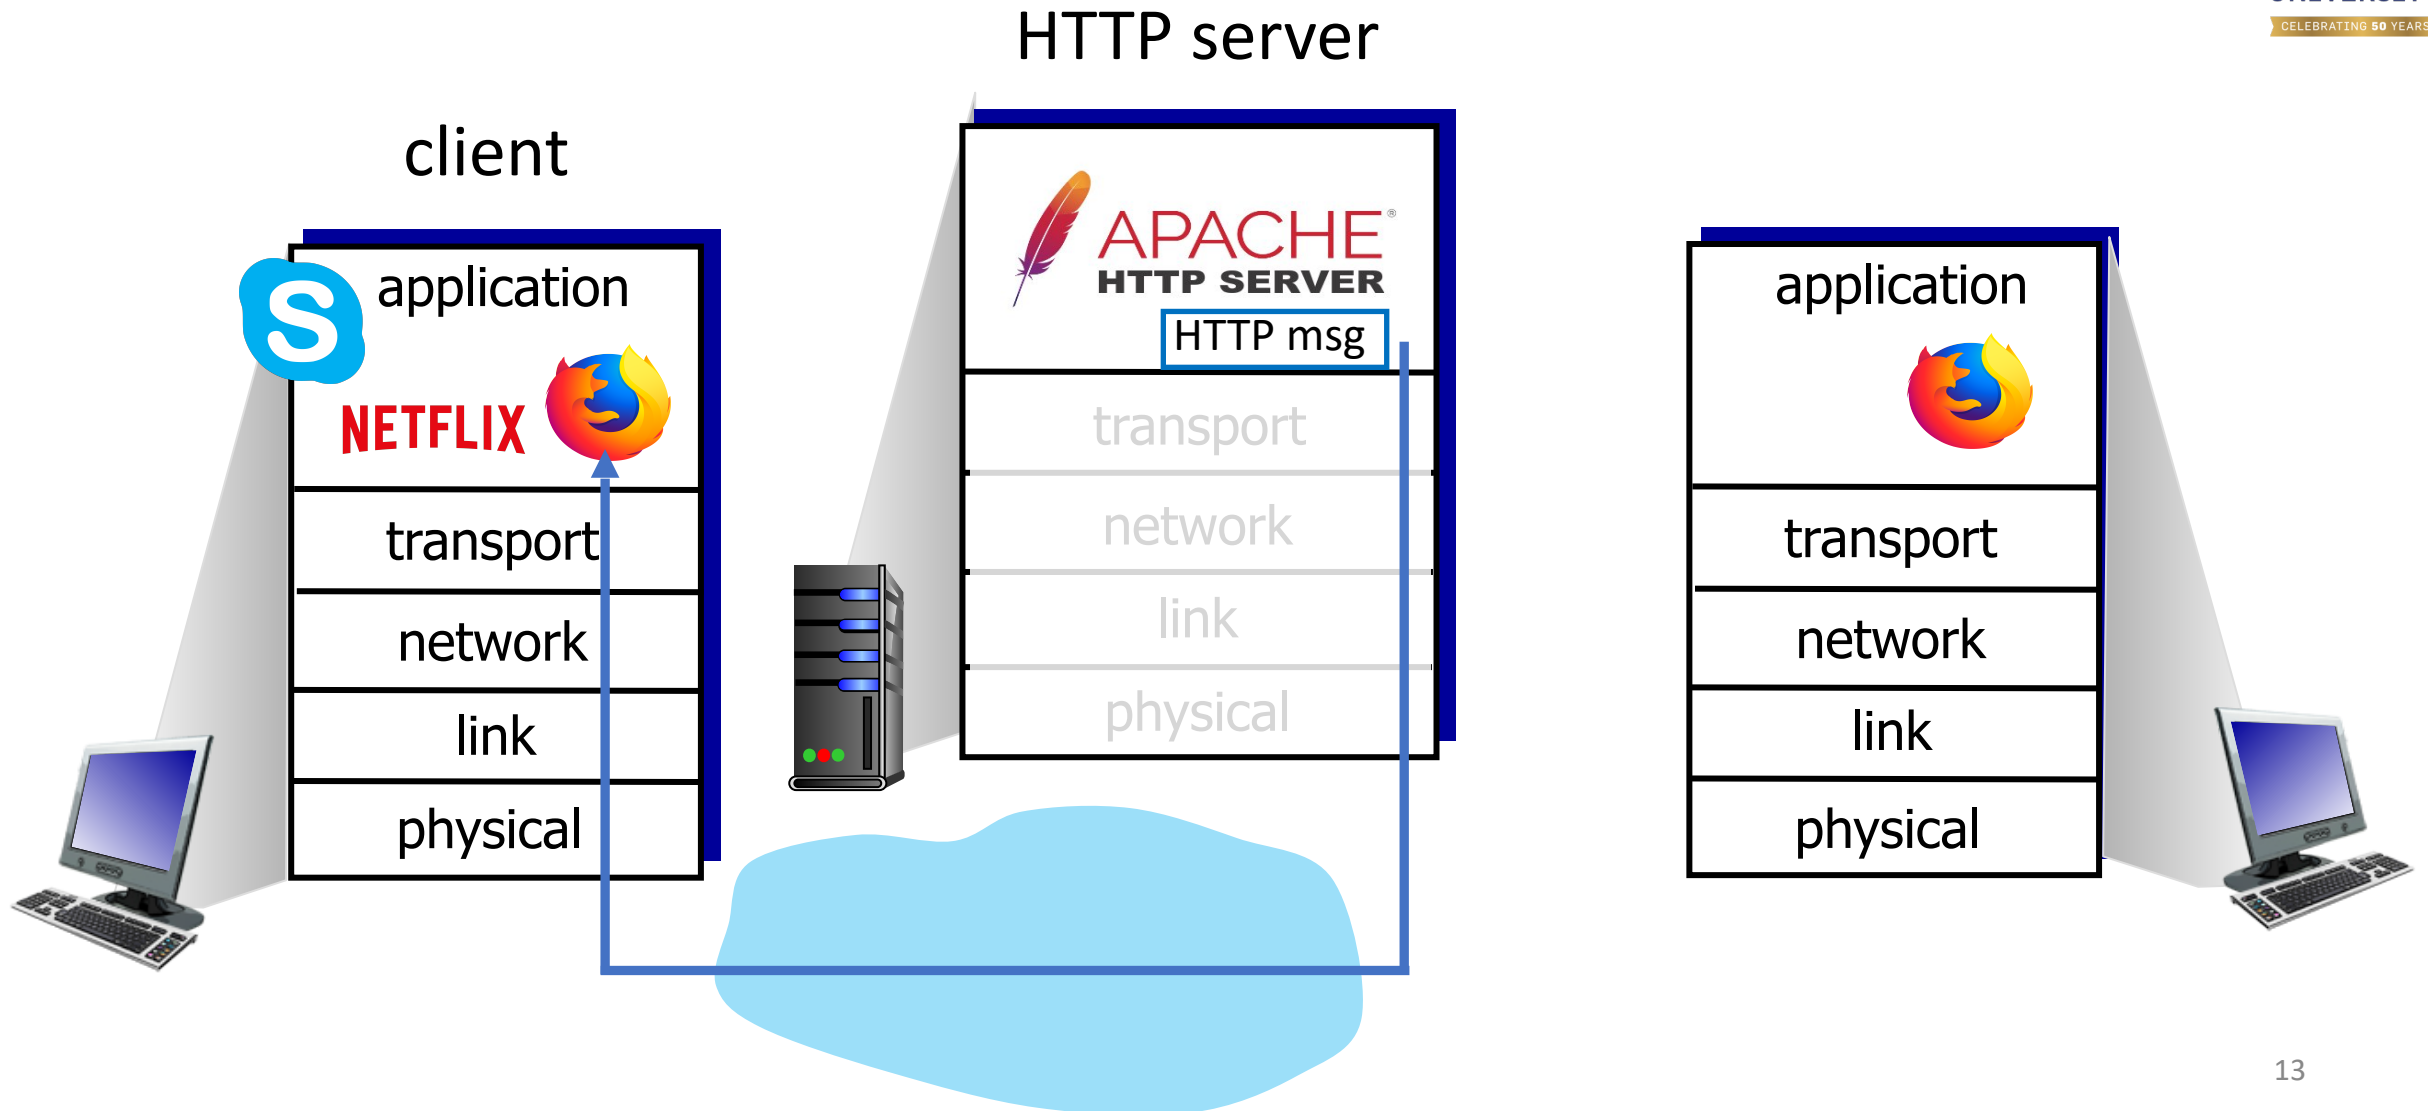 HTTP server
CELEBRATING 50 YEARS
client
APACHE®
HTTP SERVER
HTTP msg
application
NETFLIX
transport
network
link
physical
transport
network
link
physical
application
transport
network
link
physical
13